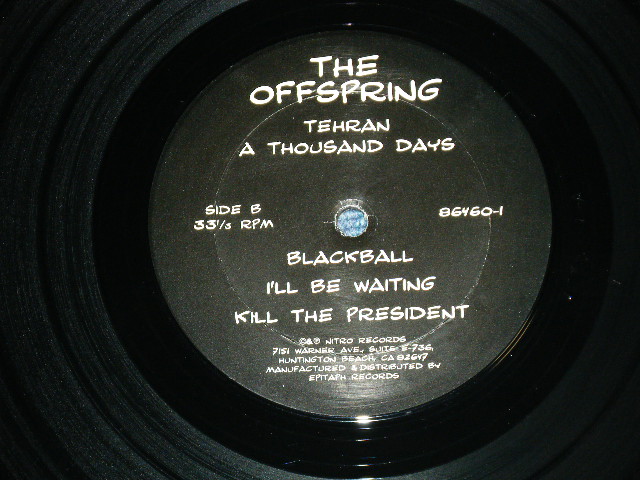 THE
OFFSPRING
TEHRAN
A THOUSAND DAYS
SIDE B
33⅓ RPM
86460-1
BLACKBALL
I'LL BE WAITING
KILL THE PRESIDENT
©&℗ NITRO RECORDS
7151 WARNER AVE., SUITE E-736,
HUNTINGTON BEACH, CA 92647
MANUFACTURED & DISTRIBUTED BY
EPITAPH RECORDS